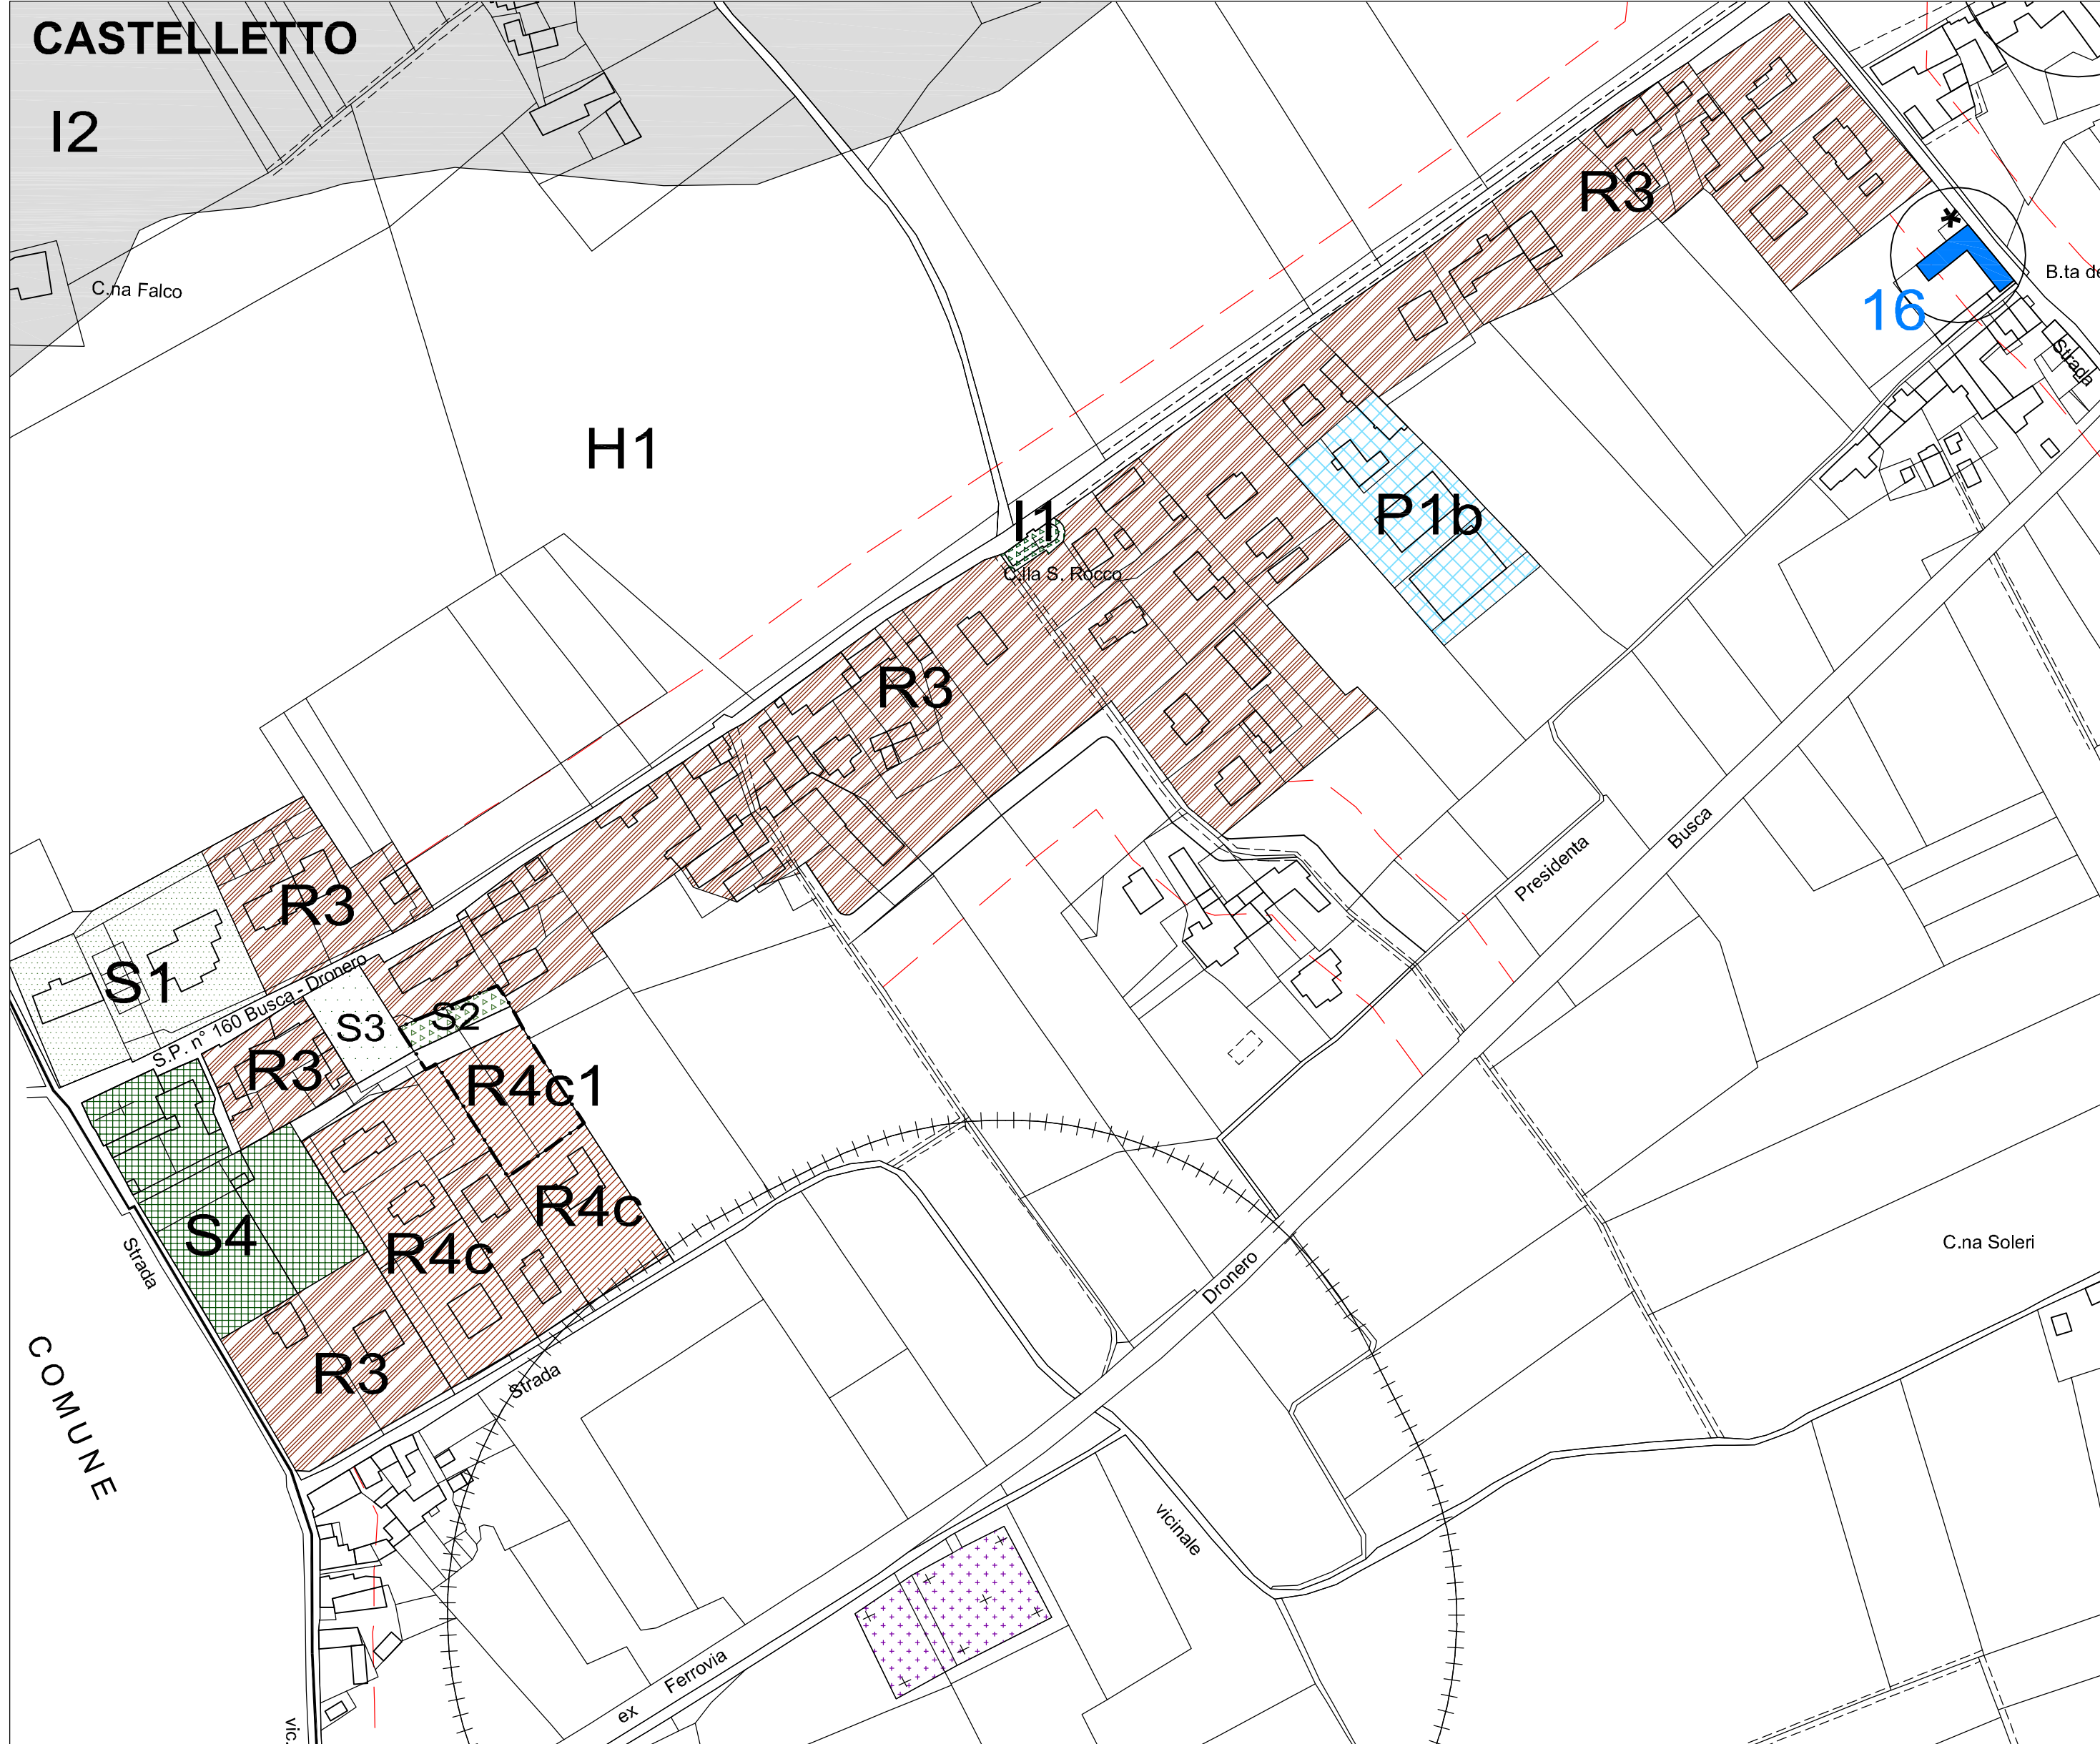 CASTELLETTO
I2
R3
*
C.na Falco
B.ta de
16
Strada
H1
I1
P1b
C.lla S. Rocco
R3
Busca
Presidenta
R3
S1
S.P. n° 160 Busca - Dronero
S3
S2
R3
R4c1
R4c
S4
R4c
Strada
C.na Soleri
Dronero
R3
Strada
COMUNE
vicinale
ex Ferrovia
vic.